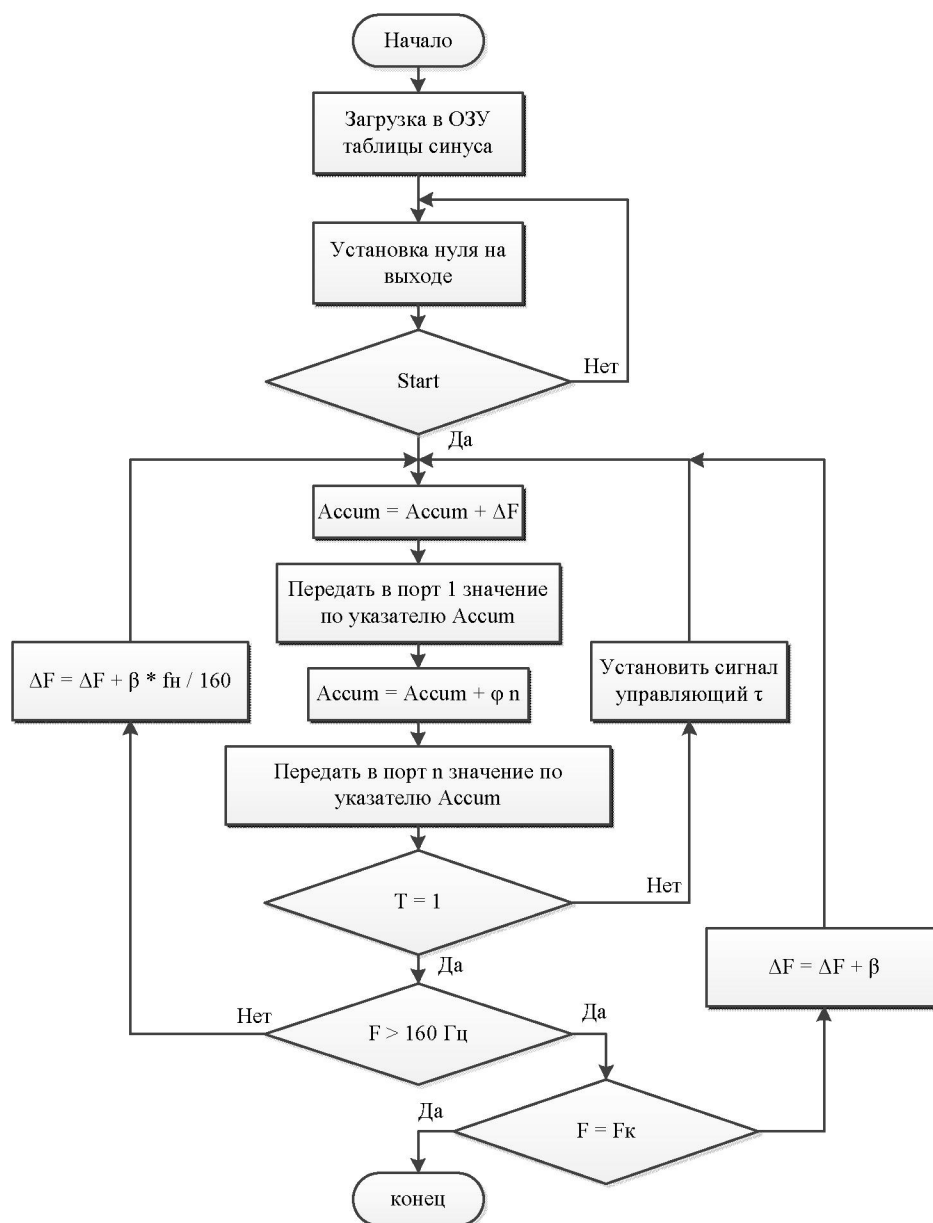 Начало
Загрузка в ОЗУ
таблицы синуса
Установка нуля на
выходе
Start
Нет
Да
Accum = Accum + ΔF
Передать в порт 1 значение
по указателю Accum
ΔF = ΔF + β * fн / 160
Accum = Accum + φ n
Установить сигнал
управляющий τ
Передать в порт n значение по
указателю Accum
T = 1
Нет
Да
ΔF = ΔF + β
F > 160 Гц
Нет
Да
F = Fк
Да
конец